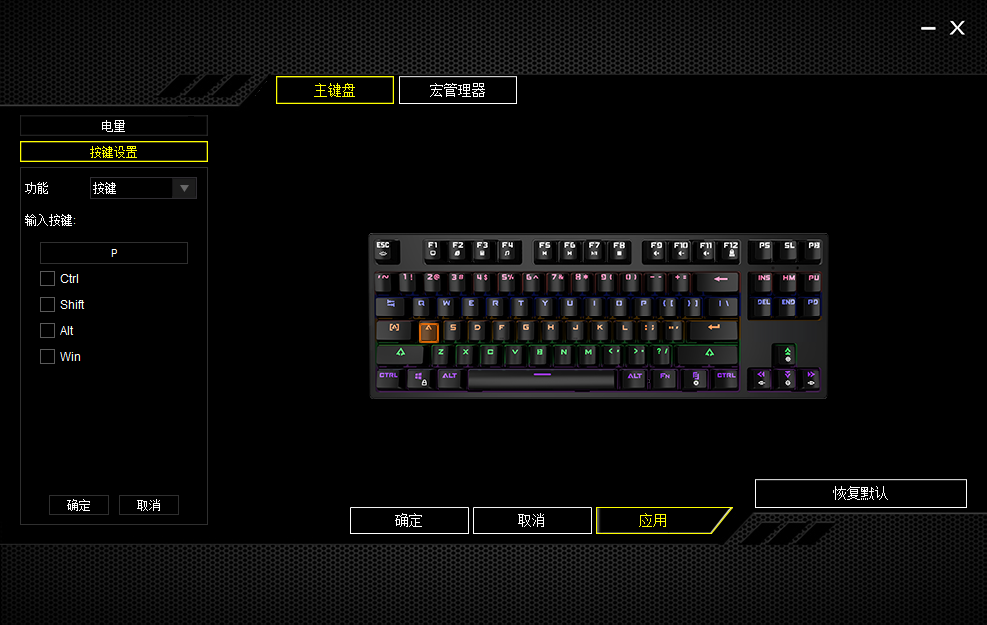 主键盘 宏管理器
电量
按键设置
功能 按键
输入按键:
P
Ctrl
Shift
Alt
Win
确定 取消
ESC F1 F2 F3 F4 F5 F6 F7 F8 F9 F10 F11 F12 PS SL PB
INS HM PU
Q W E R T Y U I O P DEL END PD
A S D F G H J K L
Z X C V B N M
CTRL ALT ALT FN CTRL
恢复默认
确定 取消 应用